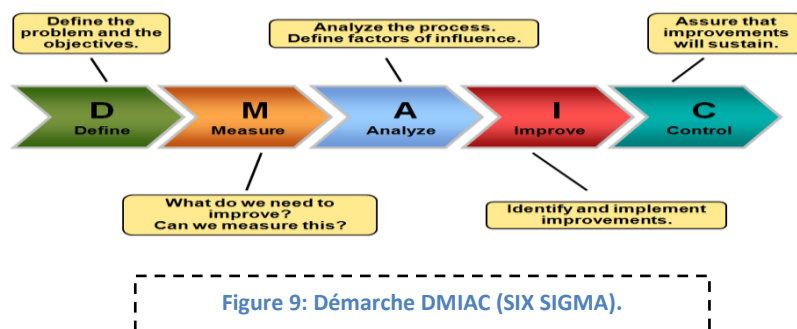 Define the
problem and the
objectives.
Analyze the process.
Define factors of influence.
Assure that
improvements
will sustain.
D
Define
M
Measure
A
Analyze
I
Improve
C
Control
What do we need to
improve?
Can we measure this?
Identify and implement
improvements.
Figure 9: Démarche DMIAC (SIX SIGMA).